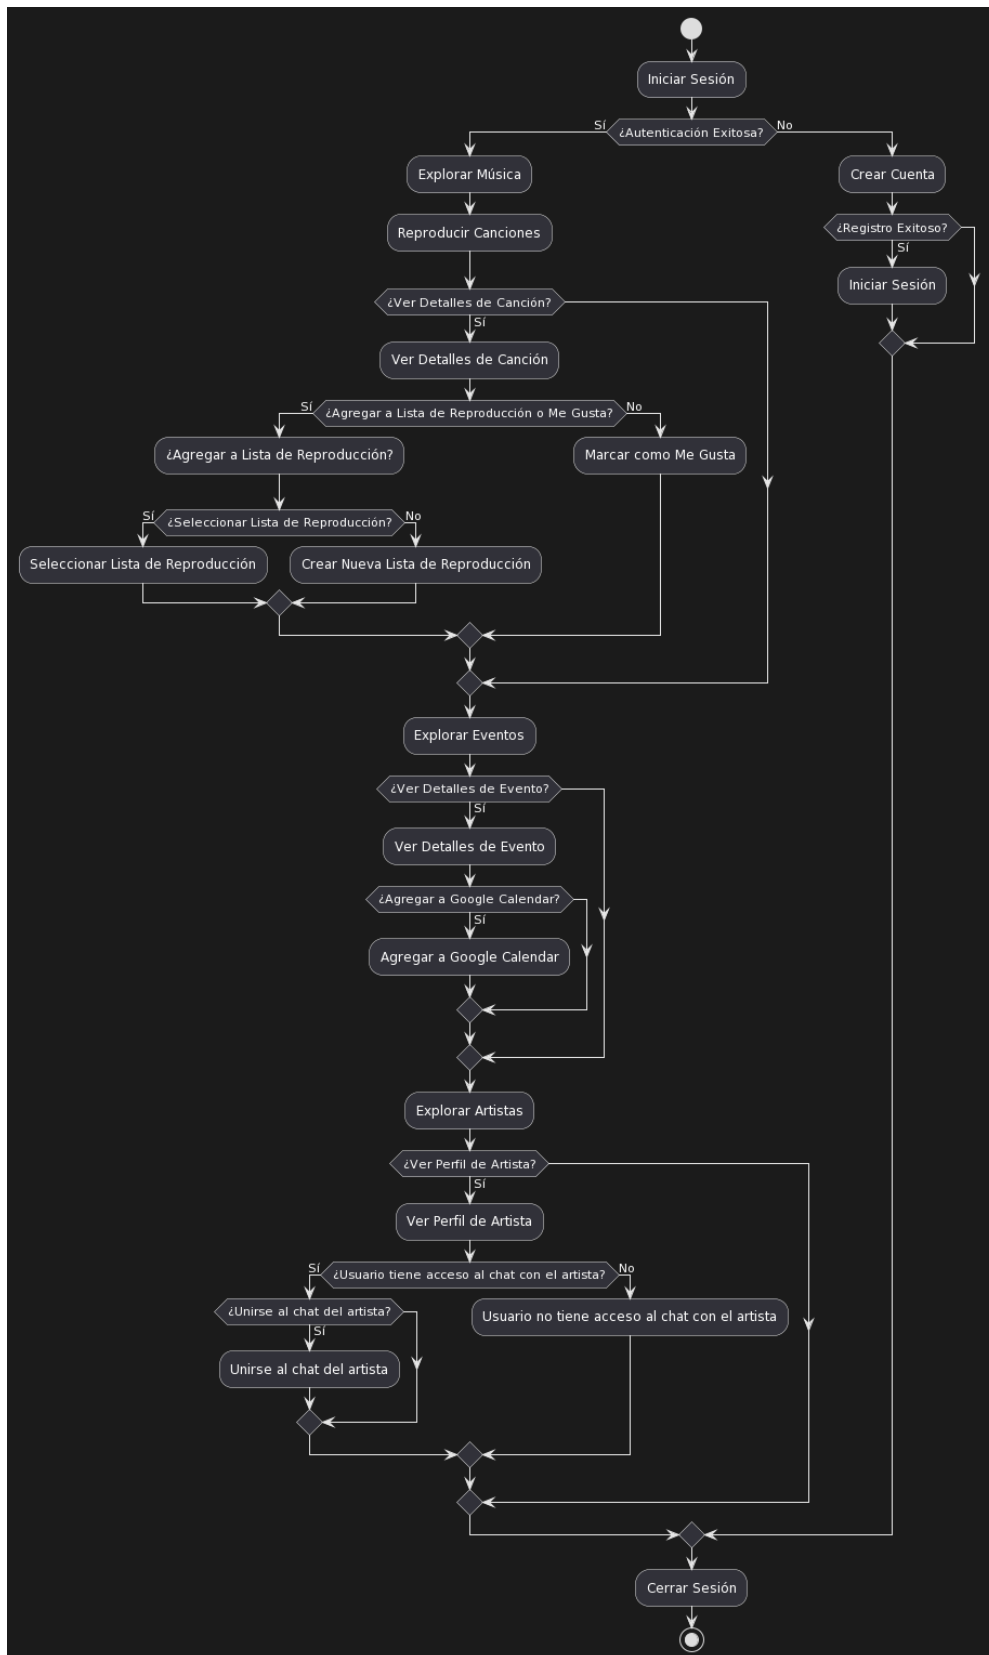 Iniciar Sesión
Sí
¿Autenticación Exitosa?
No
Explorar Música
Crear Cuenta
Reproducir Canciones
¿Registro Exitoso?
Sí
Iniciar Sesión
¿Ver Detalles de Canción?
Sí
Ver Detalles de Canción
Sí
¿Agregar a Lista de Reproducción o Me Gusta?
No
¿Agregar a Lista de Reproducción?
Marcar como Me Gusta
Sí
¿Seleccionar Lista de Reproducción?
No
Seleccionar Lista de Reproducción
Crear Nueva Lista de Reproducción
Explorar Eventos
¿Ver Detalles de Evento?
Sí
Ver Detalles de Evento
¿Agregar a Google Calendar?
Sí
Agregar a Google Calendar
Explorar Artistas
¿Ver Perfil de Artista?
Sí
Ver Perfil de Artista
Sí
¿Usuario tiene acceso al chat con el artista?
No
¿Unirse al chat del artista?
Sí
Unirse al chat del artista
Usuario no tiene acceso al chat con el artista
Cerrar Sesión